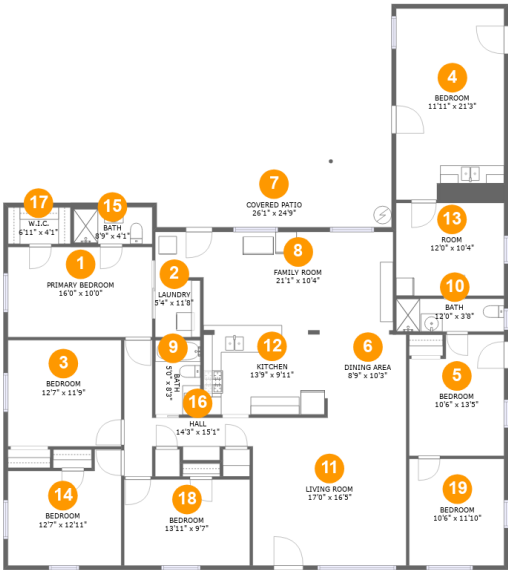 4
BEDROOM
11'11" x 21'3"
7
COVERED PATIO
26'1" x 24'9"
17
W.I.C.
6'11" x 4'1"
15
BATH
8'9" x 4'1"
13
ROOM
12'0" x 10'4"
1
PRIMARY BEDROOM
16'0" x 10'0"
2
LAUNDRY
5'4" x 11'8"
8
FAMILY ROOM
21'1" x 10'4"
10
BATH
12'0" x 3'8"
3
BEDROOM
12'7" x 11'9"
9
BATH
5'0" x 8'3"
12
KITCHEN
13'9" x 9'11"
6
DINING AREA
8'9" x 10'3"
5
BEDROOM
10'6" x 13'5"
16
HALL
14'3" x 15'1"
14
BEDROOM
12'7" x 12'11"
18
BEDROOM
13'11" x 9'7"
11
LIVING ROOM
17'0" x 16'5"
19
BEDROOM
10'6" x 11'10"